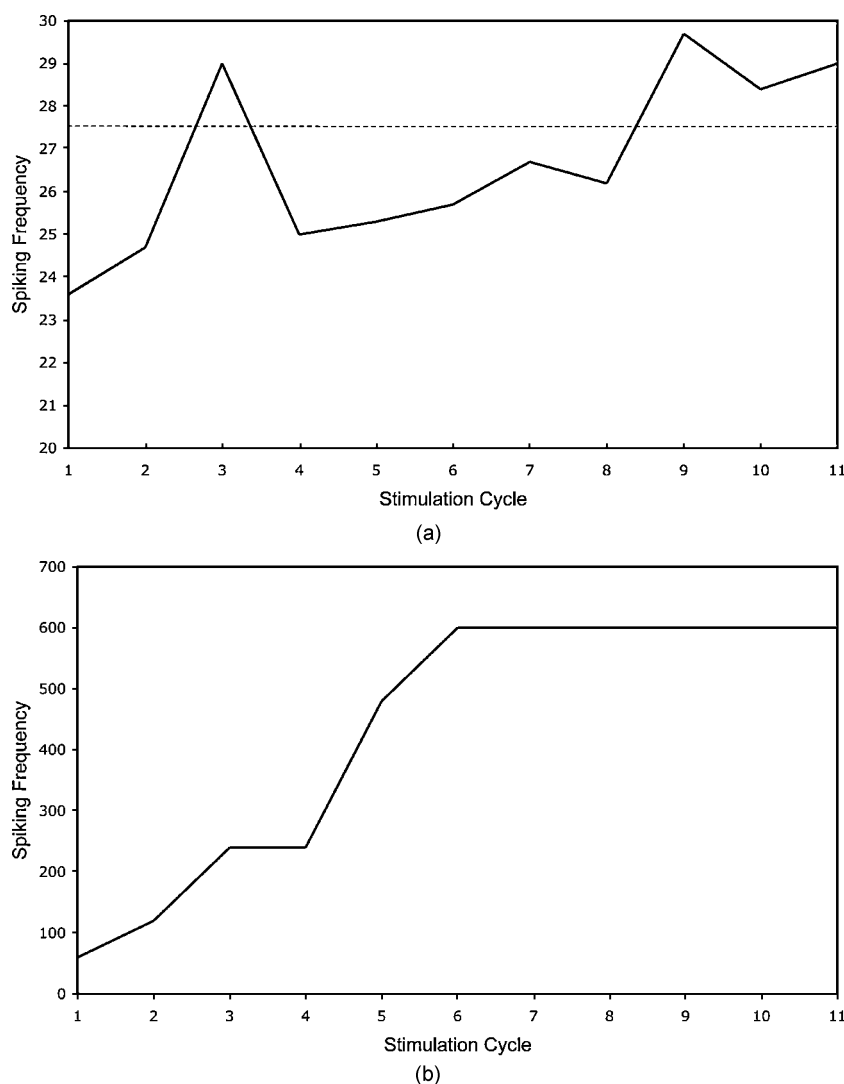 30
29
28
27
26
25
24
23
22
21
20
Spiking Frequency
1 2 3 4 5 6 7 8 9 10 11
Stimulation Cycle
(a)
700
600
500
400
300
200
100
0
Spiking Frequency
1 2 3 4 5 6 7 8 9 10 11
Stimulation Cycle
(b)